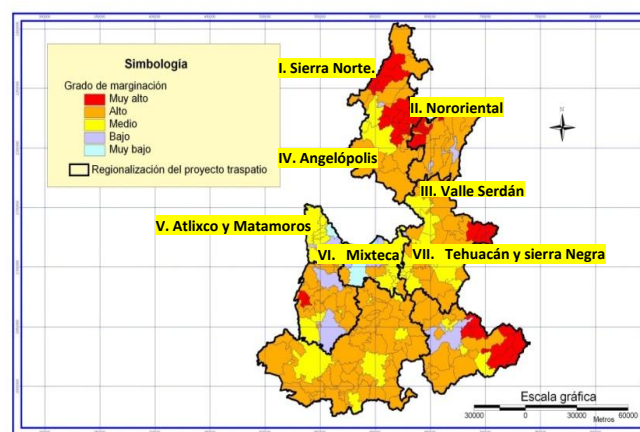 Simbología
Grado de marginación
Muy alto
Alto
Medio
Bajo
Muy bajo
Regionalización del proyecto traspatio
I. Sierra Norte.
II. Nororiental
IV. Angelópolis
III. Valle Serdán
V. Atlixco y Matamoros
VI. Mixteca
VII. Tehuacán y sierra Negra
N
Escala gráfica
30000 0 30000 60000
Metros